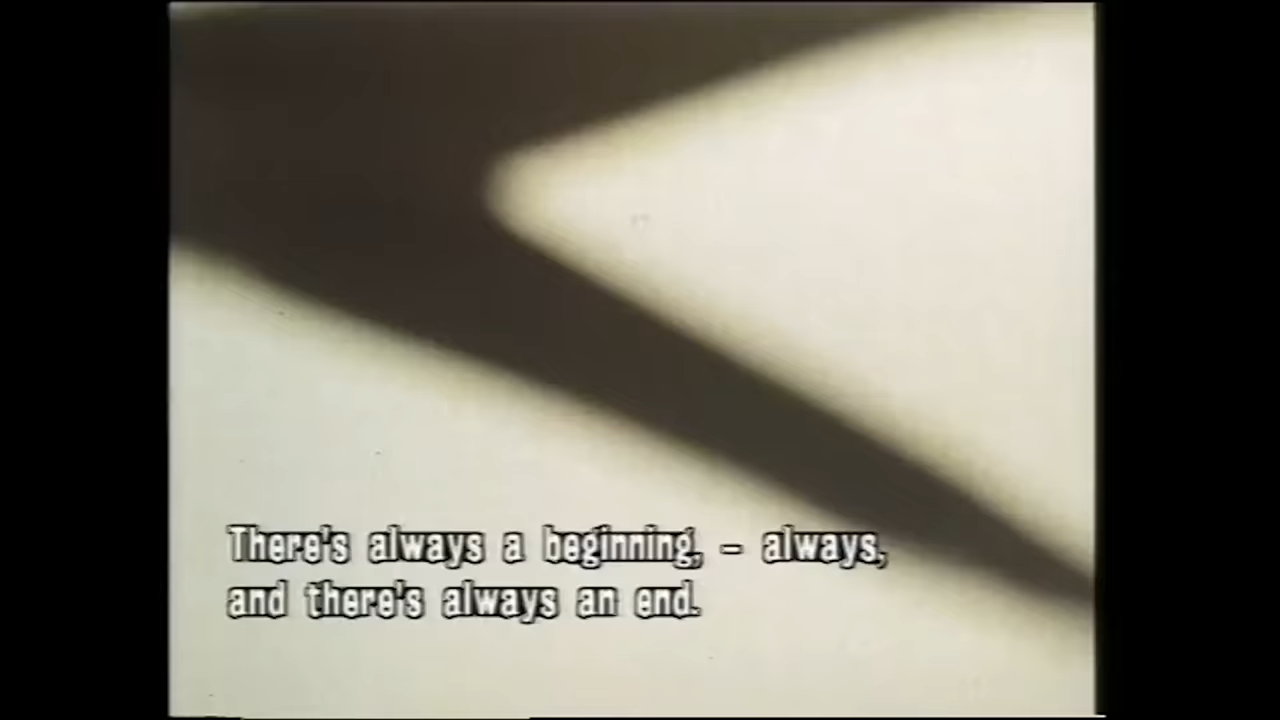 There's always a beginning, – always,
and there's always an end.